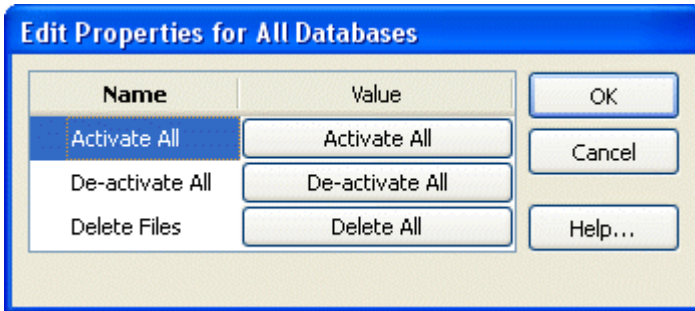 Edit Properties for All Databases
Name Value
Activate All Activate All
De-activate All De-activate All
Delete Files Delete All
OK
Cancel
Help...